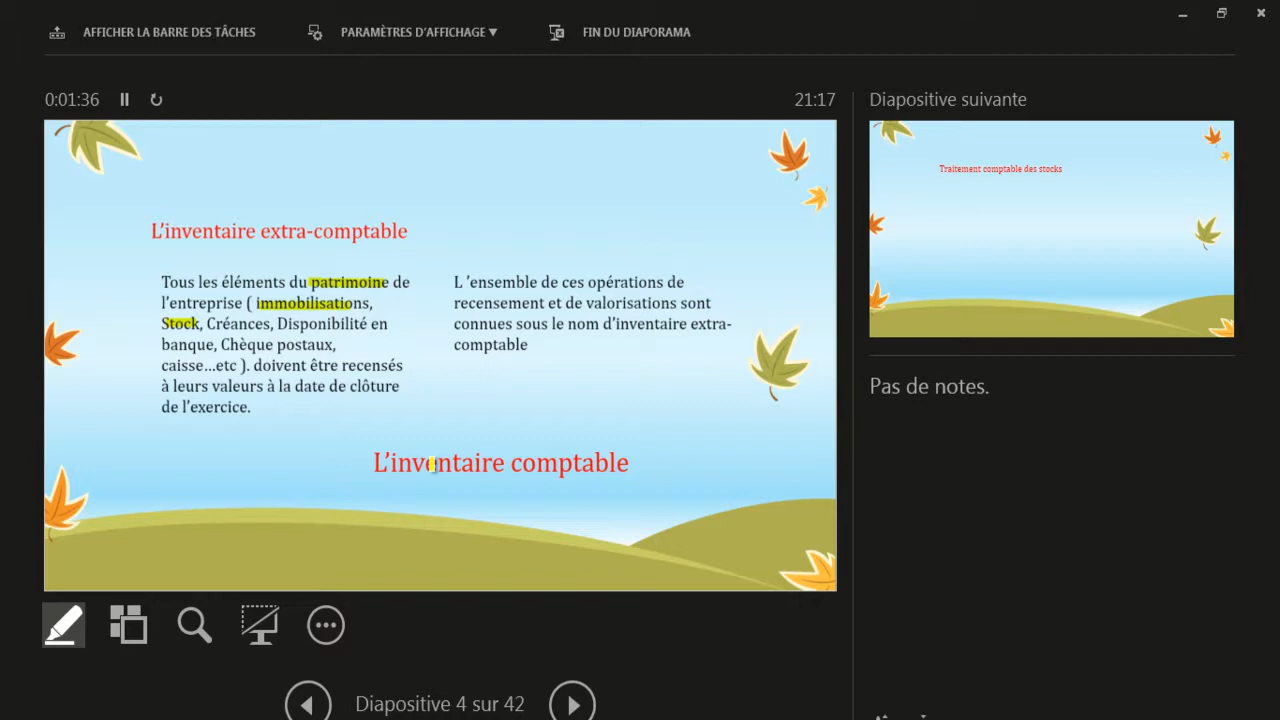 AFFICHER LA BARRE DES TÂCHES
PARAMÈTRES D'AFFICHAGE ▼
FIN DU DIAPORAMA
0:01:36
21:17
L'inventaire extra-comptable
Tous les éléments du patrimoine de
l'entreprise ( immobilisations,
Stock, Créances, Disponibilité en
banque, Chèque postaux,
caisse...etc ). doivent être recensés
à leurs valeurs à la date de clôture
de l'exercice.
L 'ensemble de ces opérations de
recensement et de valorisations sont
connues sous le nom d'inventaire extra-
comptable
L'inventaire comptable
Diapositive suivante
Traitement comptable des stocks
Pas de notes.
Diapositive 4 sur 42